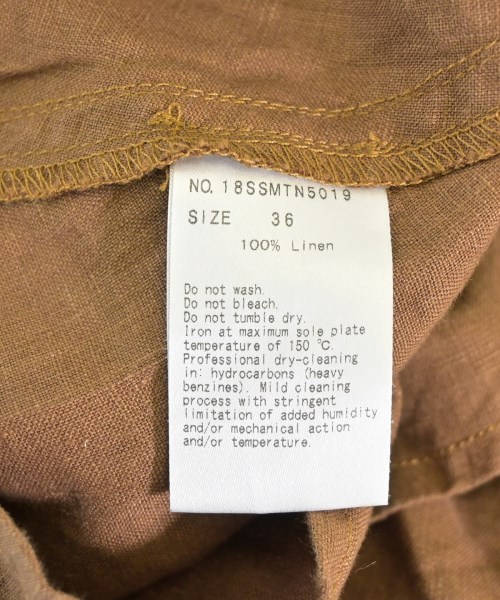 NO. 18SSMTN5019
SIZE 36
100% Linen
Do not wash.
Do not bleach.
Do not tumble dry.
Iron at maximum sole plate
temperature of 150 ℃.
Professional dry-cleaning
in: hydrocarbons (heavy
benzines). Mild cleaning
process with stringent
limitation of added humidity
and/or mechanical action
and/or temperature.